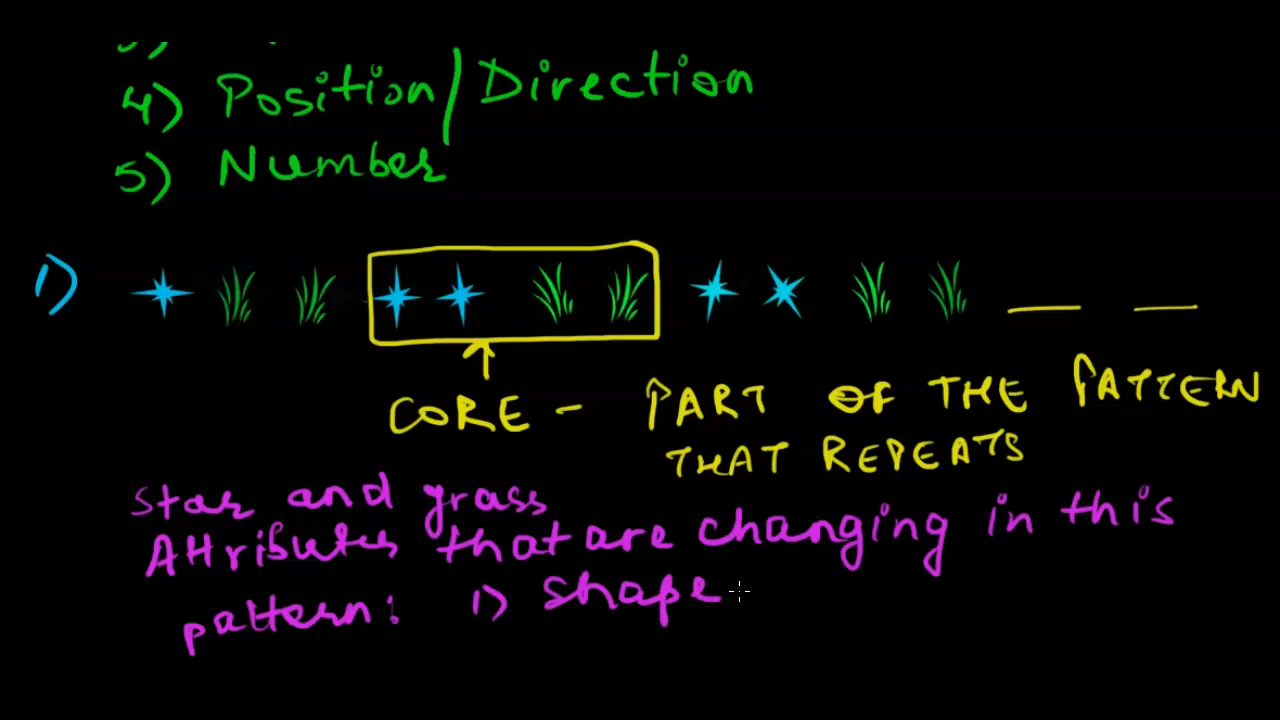 4) Position/Direction
5) Number
1)
CORE - PART OF THE PATTERN
THAT REPEATS
Star and grass
Attributes that are changing in this
pattern: 1) shape